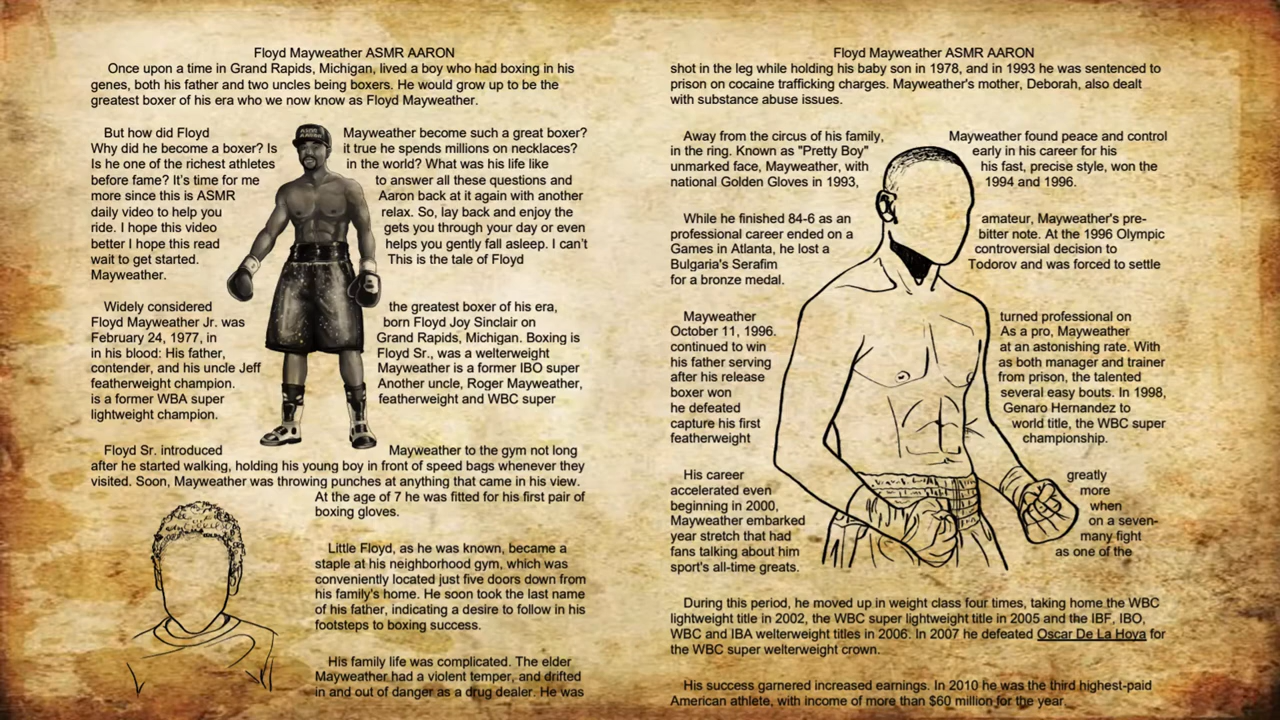 Floyd Mayweather ASMR AARON
Once upon a time in Grand Rapids, Michigan, lived a boy who had boxing in his
genes, both his father and two uncles being boxers. He would grow up to be the
greatest boxer of his era who we now know as Floyd Mayweather.
But how did Floyd Mayweather become such a great boxer?
Why did he become a boxer? Is it true he spends millions on necklaces?
Is he one of the richest athletes in the world? What was his life like
before fame? It's time for me to answer all these questions and
more since this is ASMR Aaron back at it again with another
daily video to help you relax. So, lay back and enjoy the
ride. I hope this video gets you through your day or even
better I hope this read helps you gently fall asleep. I can't
wait to get started. This is the tale of Floyd
Mayweather.
Widely considered the greatest boxer of his era,
Floyd Mayweather Jr. was born Floyd Joy Sinclair on
February 24, 1977, in Grand Rapids, Michigan. Boxing is
in his blood: His father, Floyd Sr., was a welterweight
contender, and his uncle Jeff Mayweather is a former IBO super
featherweight champion. Another uncle, Roger Mayweather,
is a former WBA super featherweight and WBC super
lightweight champion.
Floyd Sr. introduced Mayweather to the gym not long
after he started walking, holding his young boy in front of speed bags whenever they
visited. Soon, Mayweather was throwing punches at anything that came in his view.
At the age of 7 he was fitted for his first pair of
boxing gloves.
Little Floyd, as he was known, became a
staple at his neighborhood gym, which was
conveniently located just five doors down from
his family's home. He soon took the last name
of his father, indicating a desire to follow in his
footsteps to boxing success.
His family life was complicated. The elder
Mayweather had a violent temper, and drifted
in and out of danger as a drug dealer. He was
Floyd Mayweather ASMR AARON
shot in the leg while holding his baby son in 1978, and in 1993 he was sentenced to
prison on cocaine trafficking charges. Mayweather's mother, Deborah, also dealt
with substance abuse issues.
Away from the circus of his family, Mayweather found peace and control
in the ring. Known as "Pretty Boy" early in his career for his
unmarked face, Mayweather, with his fast, precise style, won the
national Golden Gloves in 1993, 1994 and 1996.
While he finished 84-6 as an amateur, Mayweather's pre-
professional career ended on a bitter note. At the 1996 Olympic
Games in Atlanta, he lost a controversial decision to
Bulgaria's Serafim Todorov and was forced to settle
for a bronze medal.
Mayweather turned professional on
October 11, 1996. As a pro, Mayweather
continued to win at an astonishing rate. With
his father serving as both manager and trainer
after his release from prison, the talented
boxer won several easy bouts. In 1998,
he defeated Genaro Hernandez to
capture his first world title, the WBC super
featherweight championship.
His career greatly
accelerated even more
beginning in 2000, when
Mayweather embarked on a seven-
year stretch that had many fight
fans talking about him as one of the
sport's all-time greats.
During this period, he moved up in weight class four times, taking home the WBC
lightweight title in 2002, the WBC super lightweight title in 2005 and the IBF, IBO,
WBC and IBA welterweight titles in 2006. In 2007 he defeated Oscar De La Hoya for
the WBC super welterweight crown.
His success garnered increased earnings. In 2010 he was the third highest-paid
American athlete, with income of more than $60 million for the year.